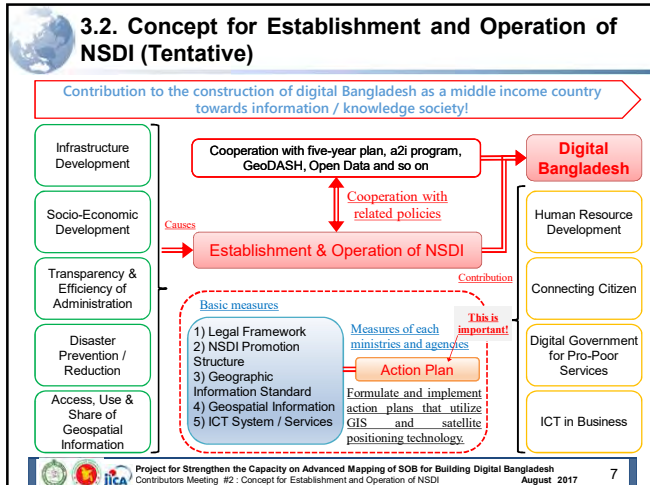 3.2. Concept for Establishment and Operation of
NSDI (Tentative)
Contribution to the construction of digital Bangladesh as a middle income country
towards information / knowledge society!
Infrastructure
Development
Socio-Economic
Development
Transparency &
Efficiency of
Administration
Disaster
Prevention /
Reduction
Access, Use &
Share of
Geospatial
Information
Causes
Cooperation with five-year plan, a2i program,
GeoDASH, Open Data and so on
Cooperation with
related policies
Establishment & Operation of NSDI
Contribution
Basic measures
1) Legal Framework
2) NSDI Promotion
Structure
3) Geographic
Information Standard
4) Geospatial Information
5) ICT System / Services
Measures of each
ministries and agencies
This is
important!
Action Plan
Formulate and implement
action plans that utilize
GIS and satellite
positioning technology.
Digital
Bangladesh
Human Resource
Development
Connecting Citizen
Digital Government
for Pro-Poor
Services
ICT in Business
jica
Project for Strengthen the Capacity on Advanced Mapping of SOB for Building Digital Bangladesh
Contributors Meeting #2 : Concept for Establishment and Operation of NSDI August 2017
7